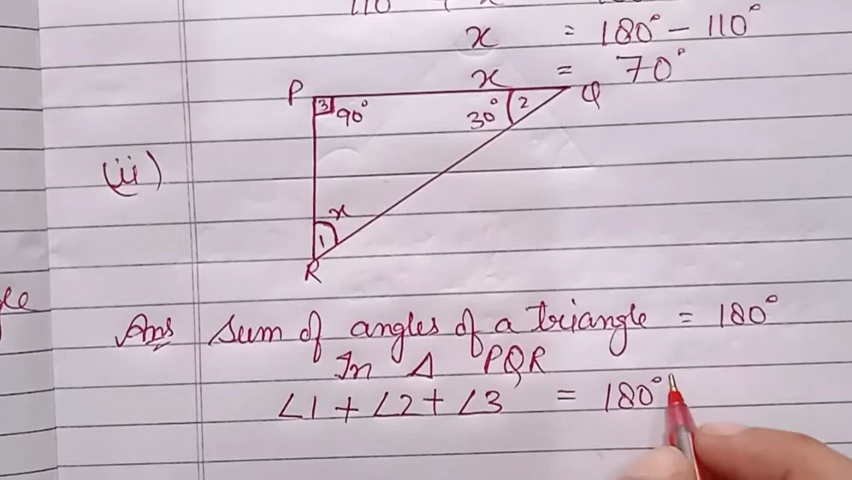 110
x = 180° - 110°
x = 70°
P 3 90° 30° 2 Q
(ii)
x
1
R
Ans Sum of angles of a triangle = 180°
In Δ PQR
∠1 + ∠2 + ∠3 = 180°